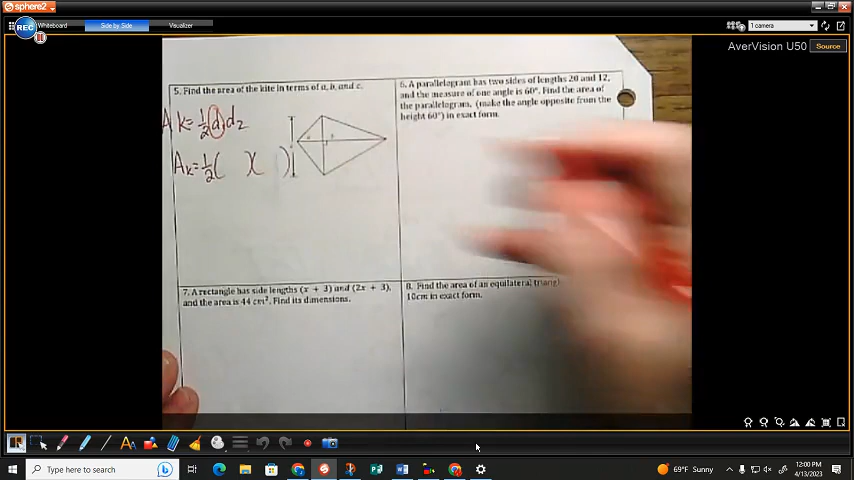 sphere2
Whiteboard
Side by Side
Visualizer
1 camera
REC
AverVision U50
Source
5. Find the area of the kite in terms of a, b, and c.
A K = 1/2 (d1 d2
AK = 1/2 ( )( )
6. A parallelogram has two sides of lengths 20 and 12,
and the measure of one angle is 60°. Find the area of
the parallelogram, (make the angle opposite from the
height 60°) in exact form.
7. A rectangle has side lengths (x + 3) and (2x + 3),
and the area is 44 cm². Find its dimensions.
8. Find the area of an equilateral triangl
10cm in exact form.
Type here to search
69°F Sunny
12:00 PM
4/13/2023